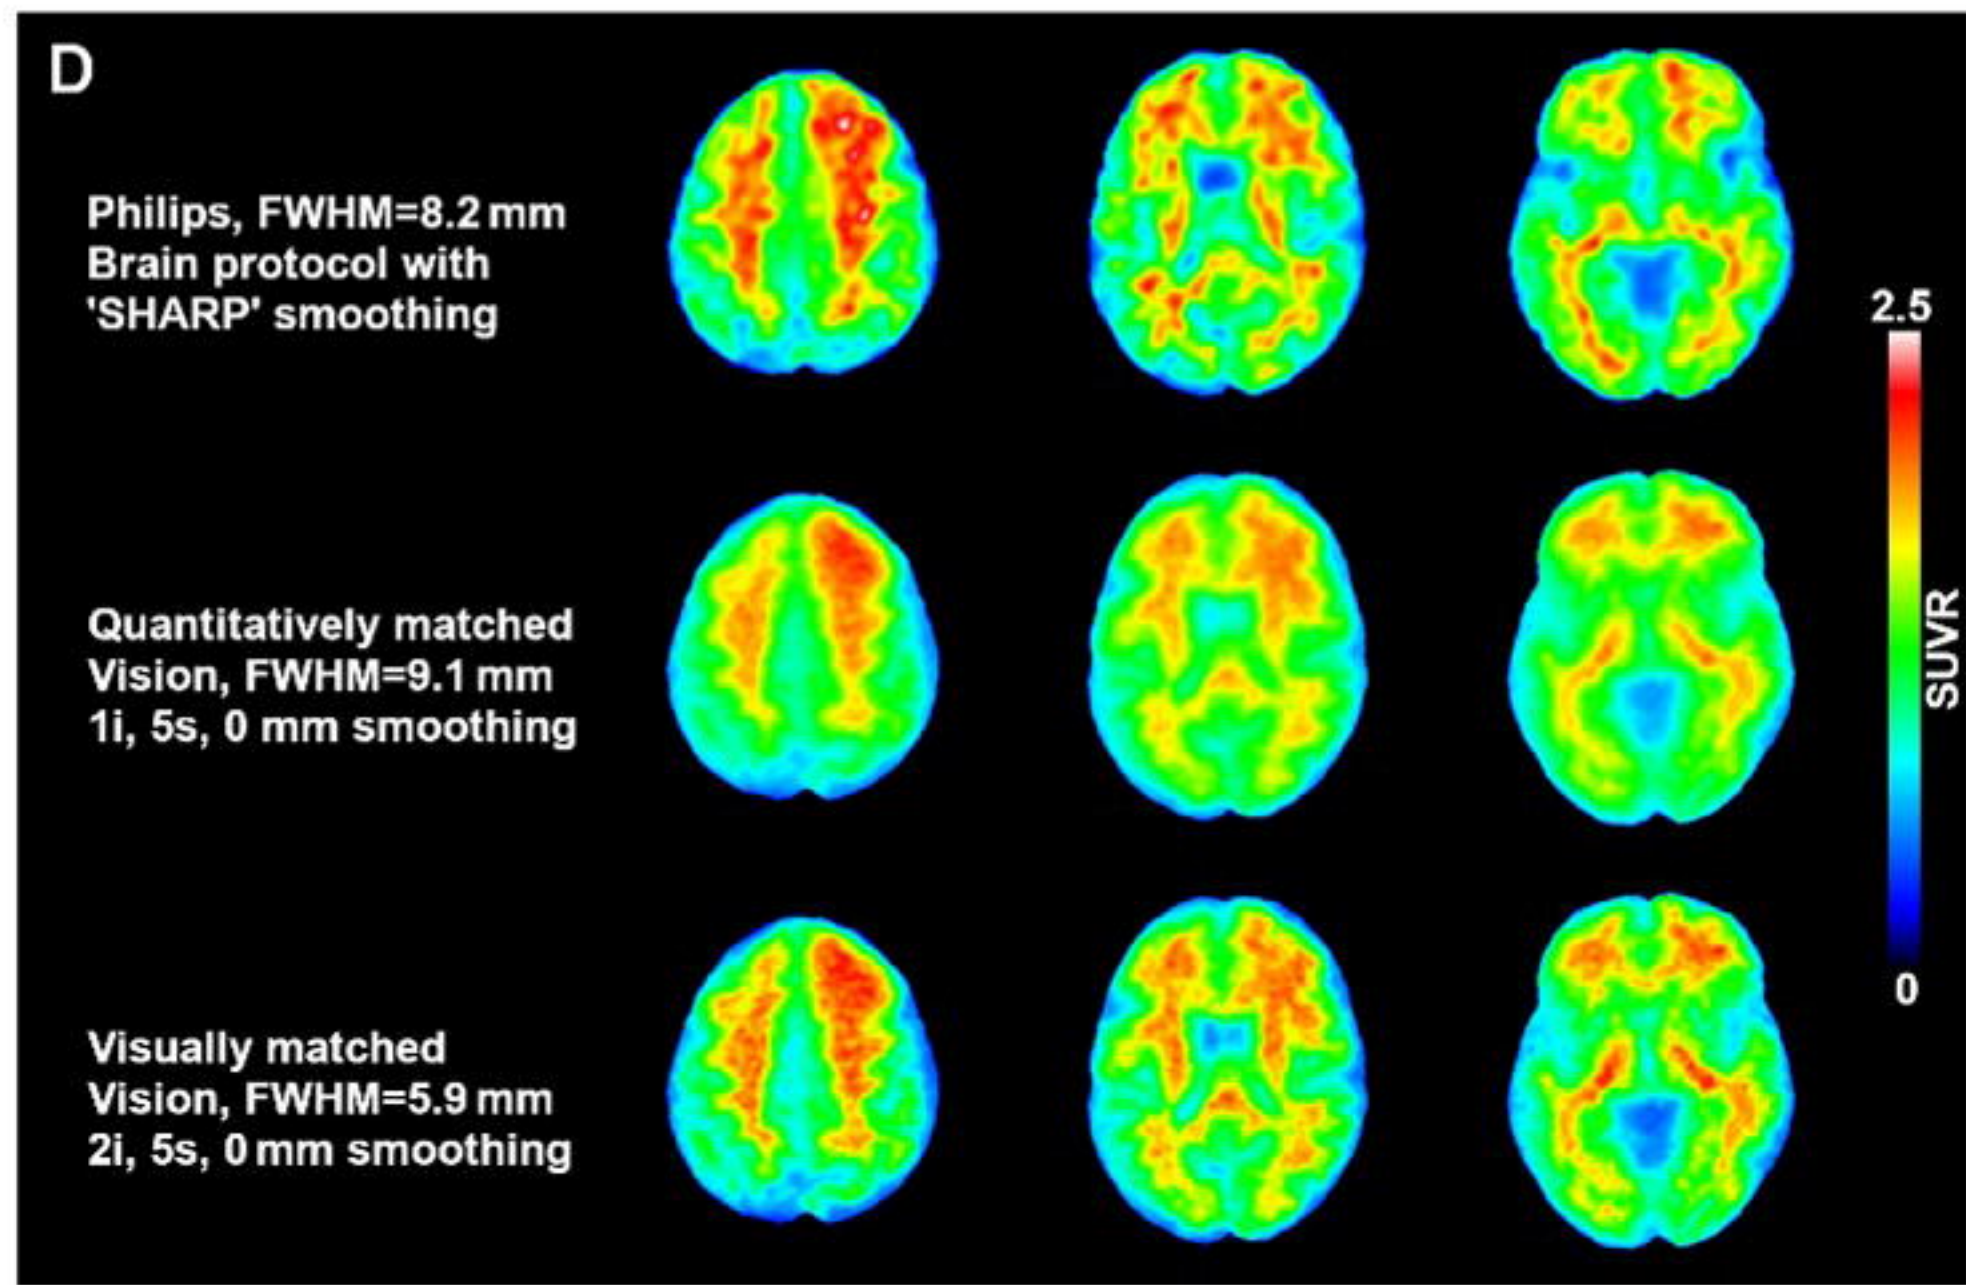 D
Philips, FWHM=8.2 mm
Brain protocol with
'SHARP' smoothing
Quantitatively matched
Vision, FWHM=9.1 mm
1i, 5s, 0 mm smoothing
Visually matched
Vision, FWHM=5.9 mm
2i, 5s, 0 mm smoothing
2.5
SUVR
0